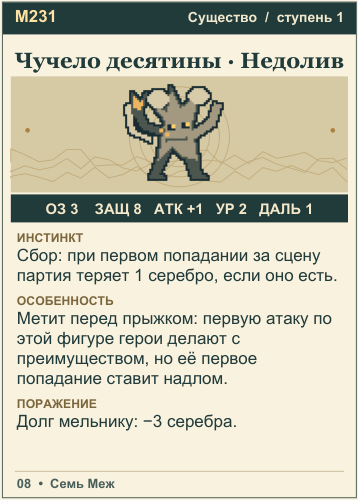 М231
Существо / ступень 1
Чучело десятины · Недолив
ОЗ 3 ЗАЩ 8 АТК +1 УР 2 ДАЛЬ 1
ИНСТИНКТ
Сбор: при первом попадании за сцену
партия теряет 1 серебро, если оно есть.
ОСОБЕННОСТЬ
Метит перед прыжком: первую атаку по
этой фигуре герои делают с
преимуществом, но её первое
попадание ставит надлом.
ПОРАЖЕНИЕ
Долг мельнику: −3 серебра.
08 • Семь Меж